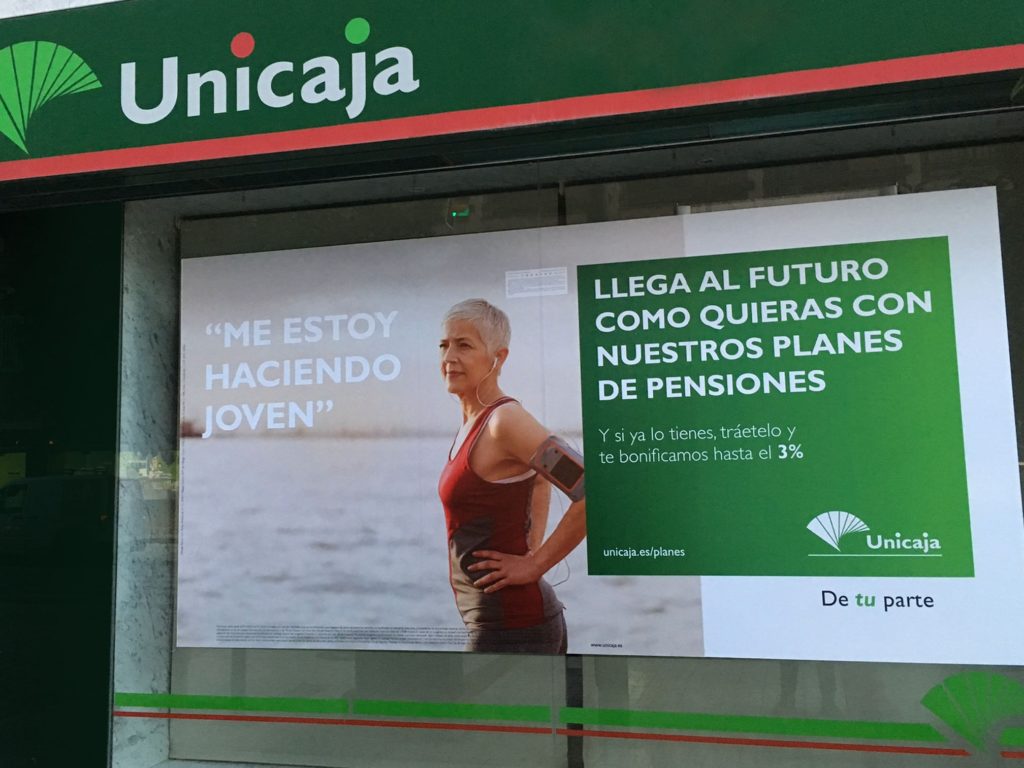 Unicaja
“ME ESTOY
HACIENDO
JOVEN”
LLEGA AL FUTURO
COMO QUIERAS CON
NUESTROS PLANES
DE PENSIONES
Y si ya lo tienes, tráetelo y
te bonificamos hasta el 3%
unicaja.es/planes
Unicaja
De tu parte
www.unicaja.es